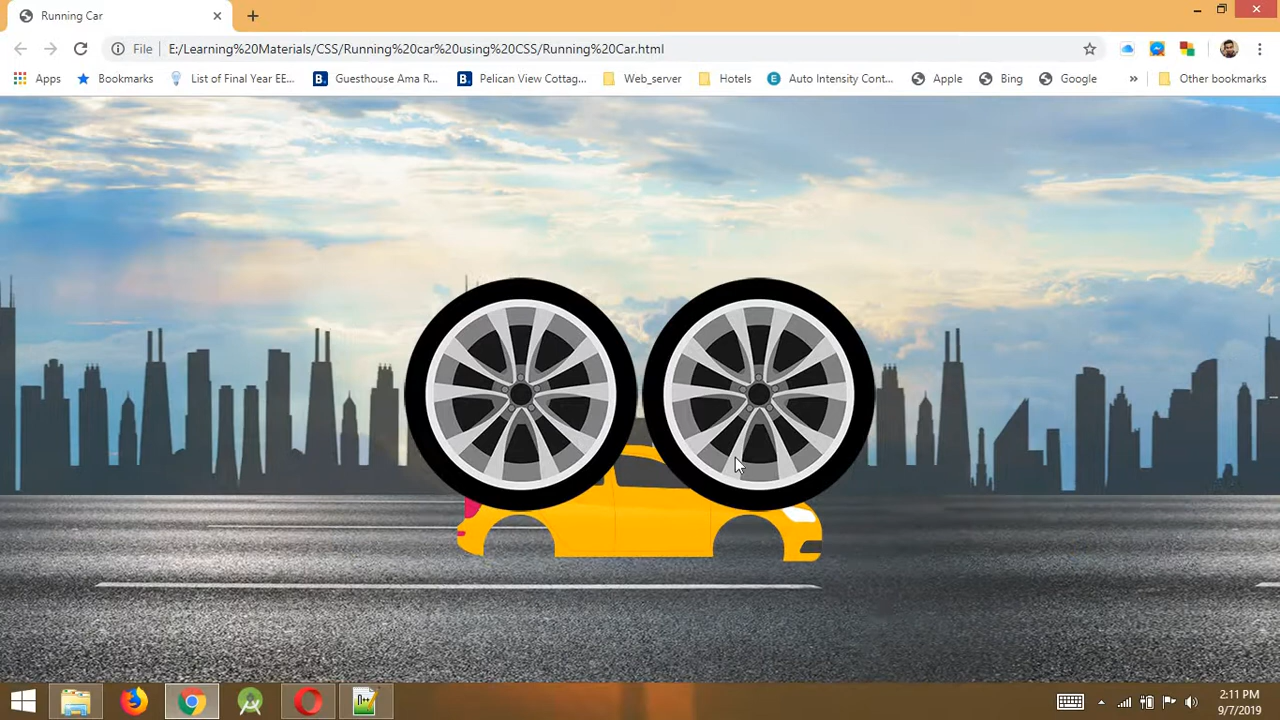 Running Car
File E:/Learning%20Materials/CSS/Running%20car%20using%20CSS/Running%20Car.html
Apps Bookmarks List of Final Year EE... B. Guesthouse Ama R... B. Pelican View Cottag... Web_server Hotels E Auto Intensity Cont... Apple Bing Google » Other bookmarks
2:11 PM
9/7/2019